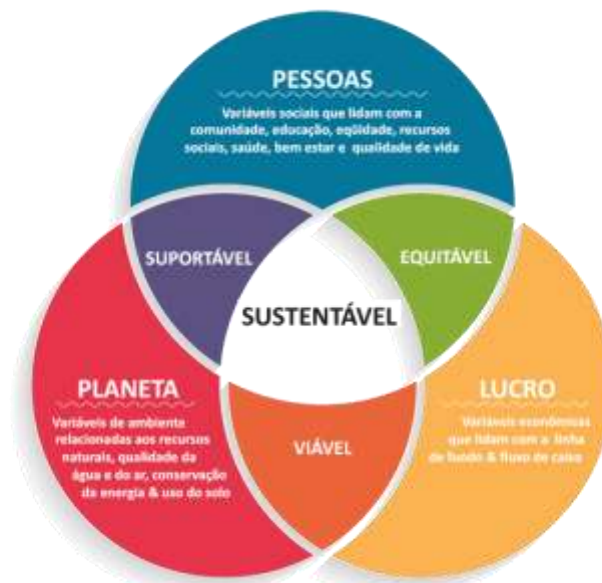 PESSOAS
Variáveis sociais que lidam com a
comunidade, educação, eqüidade, recursos
sociais, saúde, bem estar e qualidade de vida
SUPORTÁVEL
EQUITÁVEL
SUSTENTÁVEL
PLANETA
Variáveis de ambiente
relacionadas aos recursos
naturais, qualidade da
água e do ar, conservação
da energia & uso do solo
LUCRO
Variáveis econômicas
que lidam com a linha
de fundo & fluxo de caixa
VIÁVEL